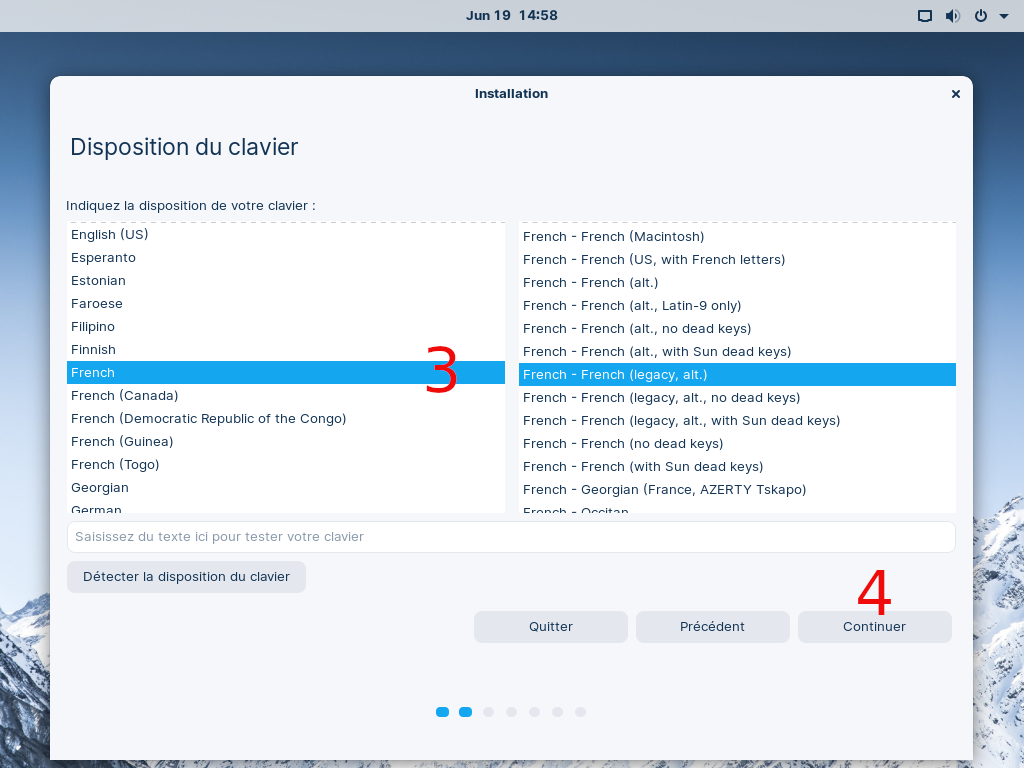 Jun 19 14:58
Installation
Disposition du clavier
Indiquez la disposition de votre clavier :
English (US)
Esperanto
Estonian
Faroese
Filipino
Finnish
French
French (Canada)
French (Democratic Republic of the Congo)
French (Guinea)
French (Togo)
Georgian
German
3
French - French (Macintosh)
French - French (US, with French letters)
French - French (alt.)
French - French (alt., Latin-9 only)
French - French (alt., no dead keys)
French - French (alt., with Sun dead keys)
French - French (legacy, alt.)
French - French (legacy, alt., no dead keys)
French - French (legacy, alt., with Sun dead keys)
French - French (no dead keys)
French - French (with Sun dead keys)
French - Georgian (France, AZERTY Tskapo)
French - Occitan
Saisissez du texte ici pour tester votre clavier
Détecter la disposition du clavier
4
Quitter
Précédent
Continuer